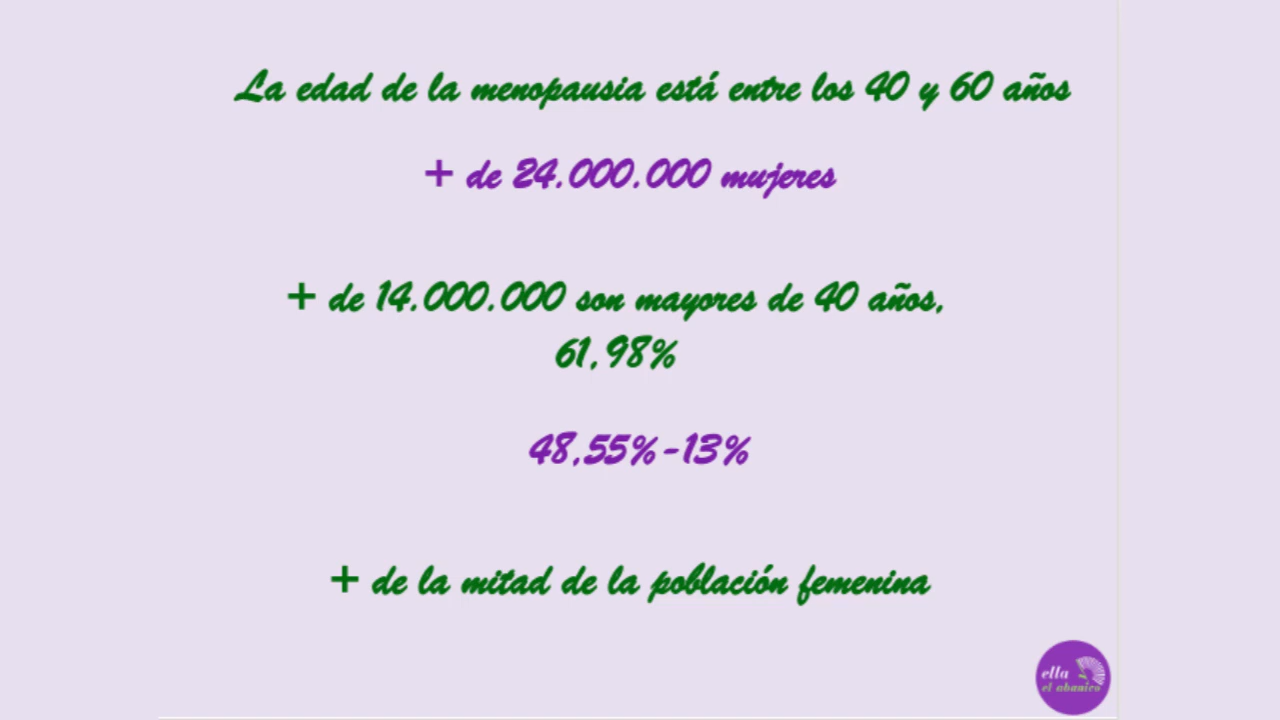 La edad de la menopausia está entre los 40 y 60 años
+ de 24.000.000 mujeres
+ de 14.000.000 son mayores de 40 años,
61,98%
48,55%-13%
+ de la mitad de la población femenina
ella
el abanico